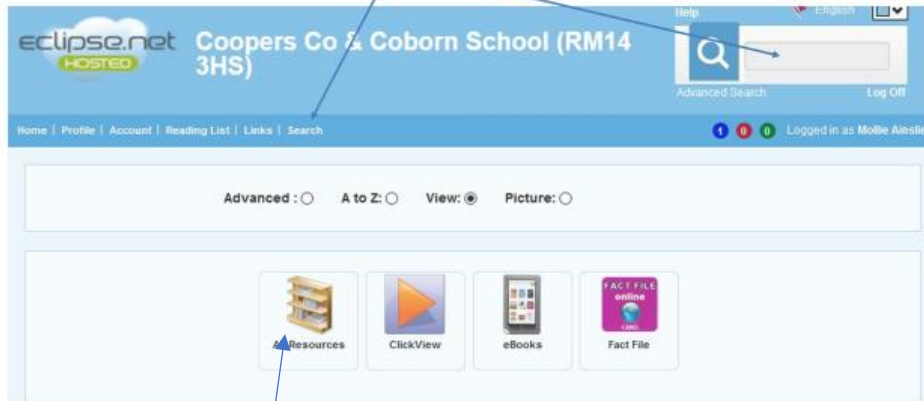 Help English
eclipse.net
HOSTED
Coopers Co & Coborn School (RM14
3HS)
Advanced Search Log Off
Home | Profile | Account | Reading List | Links | Search
1 0 0 Logged in as Mollie Ainslie
Advanced : A to Z: View: Picture:
FACT FILE
online
Resources ClickView eBooks Fact File